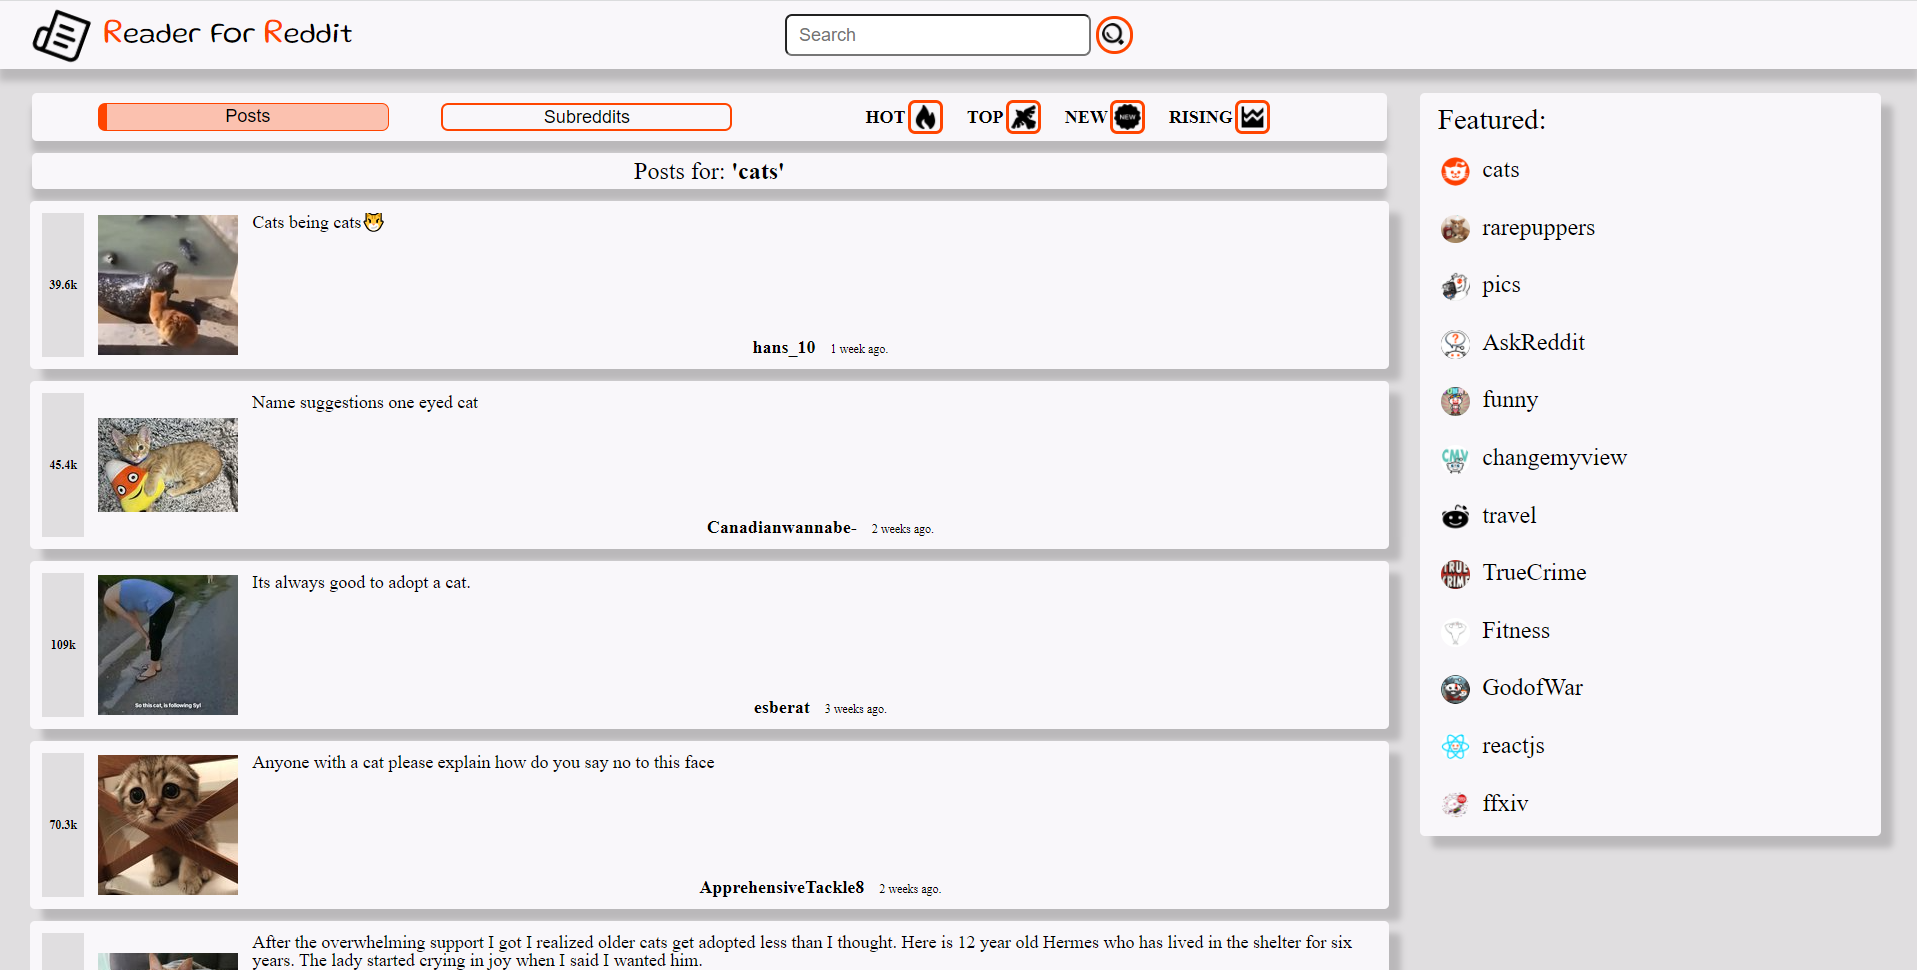 Reader for Reddit
Search
Posts
Subreddits
HOT
TOP
NEW
NEW
RISING
Posts for: 'cats'
39.6k
Cats being cats🐱
hans_10 1 week ago.
45.4k
Name suggestions one eyed cat
Canadianwannabe- 2 weeks ago.
109k
Its always good to adopt a cat.
So this cat, is following Syl
esberat 3 weeks ago.
70.3k
Anyone with a cat please explain how do you say no to this face
ApprehensiveTackle8 2 weeks ago.
After the overwhelming support I got I realized older cats get adopted less than I thought. Here is 12 year old Hermes who has lived in the shelter for six
years. The lady started crying in joy when I said I wanted him.
Featured:
cats
rarepuppers
pics
AskReddit
funny
CMV
changemyview
travel
TRUE
CRIME
TrueCrime
Fitness
GodofWar
reactjs
ffxiv